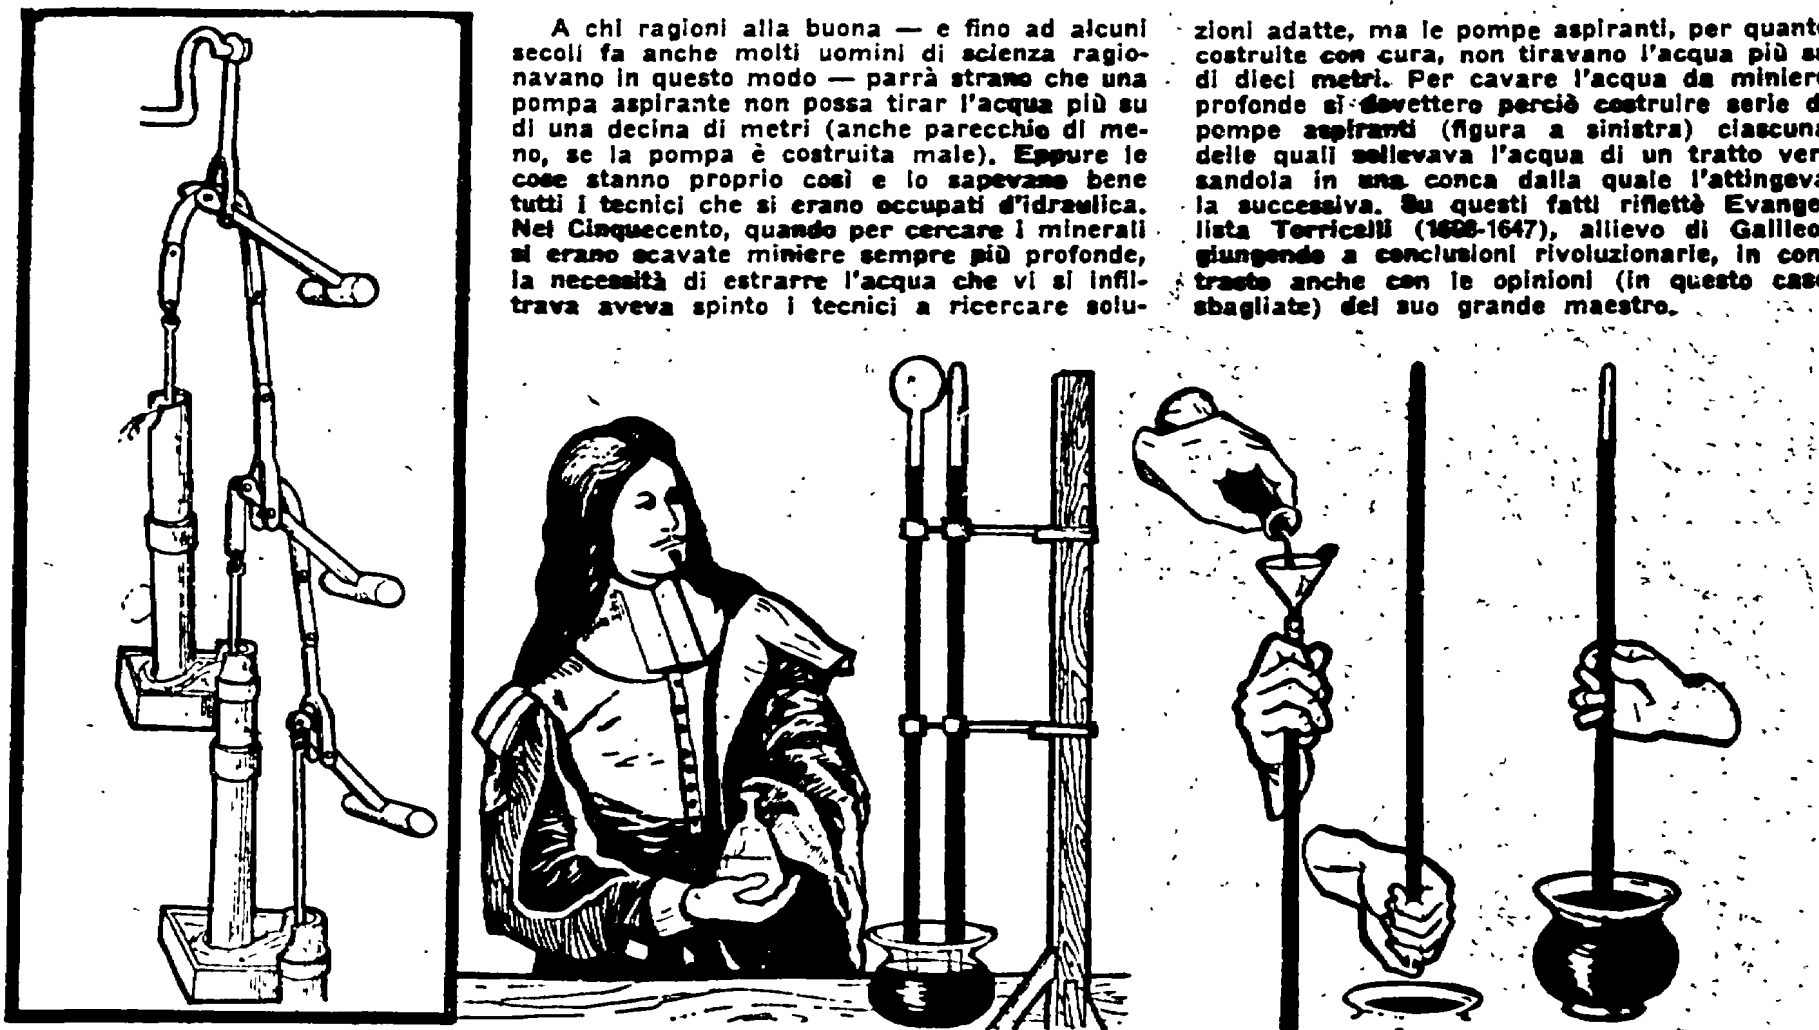 A chi ragioni alla buona — e fino ad alcuni
secoli fa anche molti uomini di scienza ragio-
navano in questo modo — parrà strano che una
pompa aspirante non possa tirar l'acqua più su
di una decina di metri (anche parecchio di me-
no, se la pompa è costruita male). Eppure le
cose stanno proprio così e lo sapevano bene
tutti i tecnici che si erano occupati d'idraulica.
Nel Cinquecento, quando per cercare i minerali
si erano scavate miniere sempre più profonde,
la necessità di estrarre l'acqua che vi si infil-
trava aveva spinto i tecnici a ricercare solu-
zioni adatte, ma le pompe aspiranti, per quant
costruite con cura, non tiravano l'acqua più s
di dieci metri. Per cavare l'acqua da minier
profonde si dovettero perciò costruire serie d
pompe aspiranti (figura a sinistra) ciascun
delle quali sollevava l'acqua di un tratto ver
sandola in una conca dalla quale l'attingev
la successiva. Su questi fatti riflettè Evange
lista Torricelli (1608-1647), allievo di Galileo
giungendo a conclusioni rivoluzionarie, in con
trasto anche con le opinioni (in questo cas
sbagliate) del suo grande maestro.